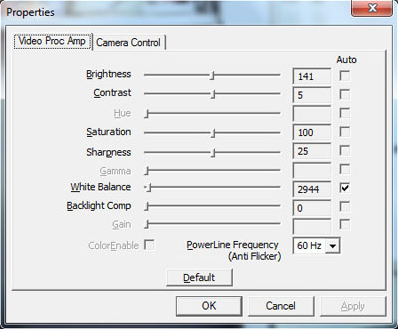 Properties
Video Proc Amp Camera Control
Auto
Brightness 141
Contrast 5
Hue
Saturation 100
Sharpness 25
Gamma
White Balance 2944
Backlight Comp 0
Gain
ColorEnable PowerLine Frequency 60 Hz
(Anti Flicker)
Default
OK Cancel Apply